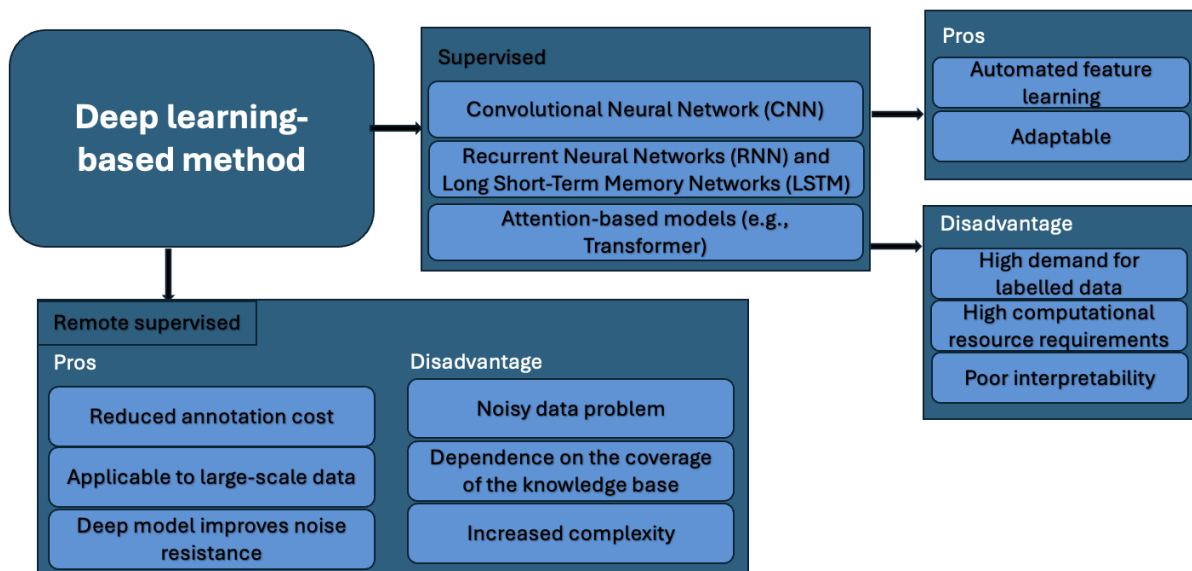 Deep learning-
based method
Supervised
Convolutional Neural Network (CNN)
Recurrent Neural Networks (RNN) and
Long Short-Term Memory Networks (LSTM)
Attention-based models (e.g.,
Transformer)
Pros
Automated feature
learning
Adaptable
Disadvantage
High demand for
labelled data
High computational
resource requirements
Poor interpretability
Remote supervised
Pros
Reduced annotation cost
Applicable to large-scale data
Deep model improves noise
resistance
Disadvantage
Noisy data problem
Dependence on the coverage
of the knowledge base
Increased complexity